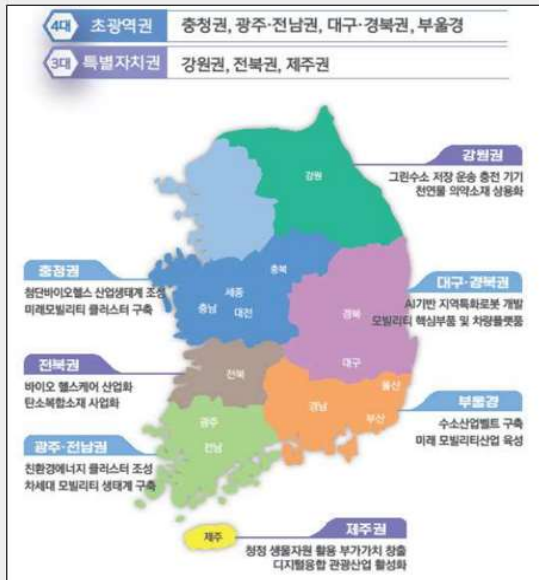 4대 초광역권 충청권, 광주·전남권, 대구·경북권, 부울경
3대 특별자치권 강원권, 전북권, 제주권
강원권
그린수소 저장 운송 충전 기기
천연물 의약소재 상용화
강원
충북
세종
충남 대전
충청권
첨단바이오헬스 산업생태계 조성
미래모빌리티 클러스터 구축
대구·경북권
AI기반 지역특화로봇 개발
모빌리티 핵심부품 및 차량플랫폼
경북
대구
전북권
바이오 헬스케어 산업화
탄소복합소재 사업화
전북
울산
경남
부산
부울경
수소산업벨트 구축
미래 모빌리티산업 육성
광주
전남
광주·전남권
친환경에너지 클러스터 조성
차세대 모빌리티 생태계 구축
제주
제주권
청정 생물자원 활용 부가가치 창출
디지털융합 관광산업 활성화